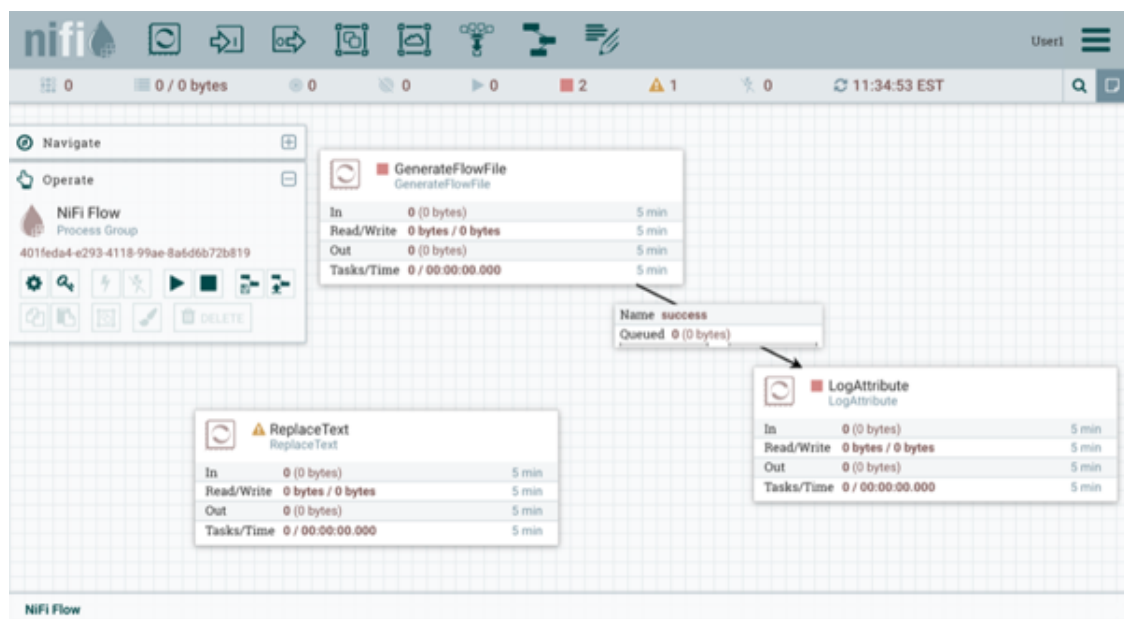 nifi
User1
0
0 / 0 bytes
0
0
0
2
1
0
11:34:53 EST
Navigate
Operate
NiFi Flow
Process Group
401feda4-e293-4118-99ae-8a6d6b72b819
DELETE
GenerateFlowFile
GenerateFlowFile
In 0 (0 bytes) 5 min
Read/Write 0 bytes / 0 bytes 5 min
Out 0 (0 bytes) 5 min
Tasks/Time 0 / 00:00:00.000 5 min
Name success
Queued 0 (0 bytes)
LogAttribute
LogAttribute
In 0 (0 bytes) 5 min
Read/Write 0 bytes / 0 bytes 5 min
Out 0 (0 bytes) 5 min
Tasks/Time 0 / 00:00:00.000 5 min
ReplaceText
ReplaceText
In 0 (0 bytes) 5 min
Read/Write 0 bytes / 0 bytes 5 min
Out 0 (0 bytes) 5 min
Tasks/Time 0 / 00:00:00.000 5 min
NiFi Flow